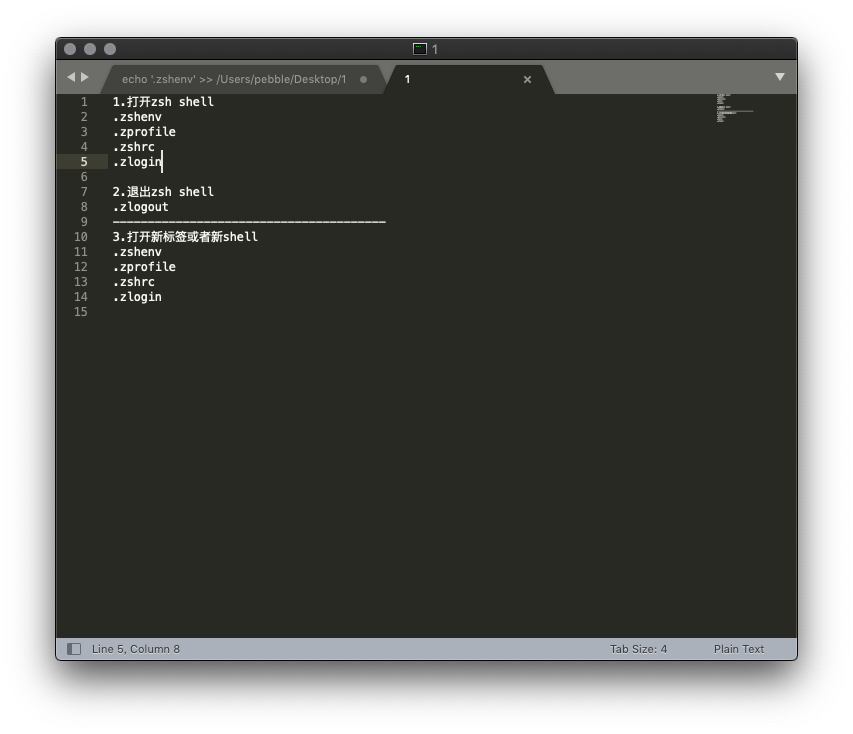 1
echo '.zshenv' >> /Users/pebble/Desktop/1
1
1 1.打开zsh shell
2 .zshenv
3 .zprofile
4 .zshrc
5 .zlogin
6
7 2.退出zsh shell
8 .zlogout
9 ---------------------------------------
10 3.打开新标签或者新shell
11 .zshenv
12 .zprofile
13 .zshrc
14 .zlogin
15
Line 5, Column 8
Tab Size: 4
Plain Text